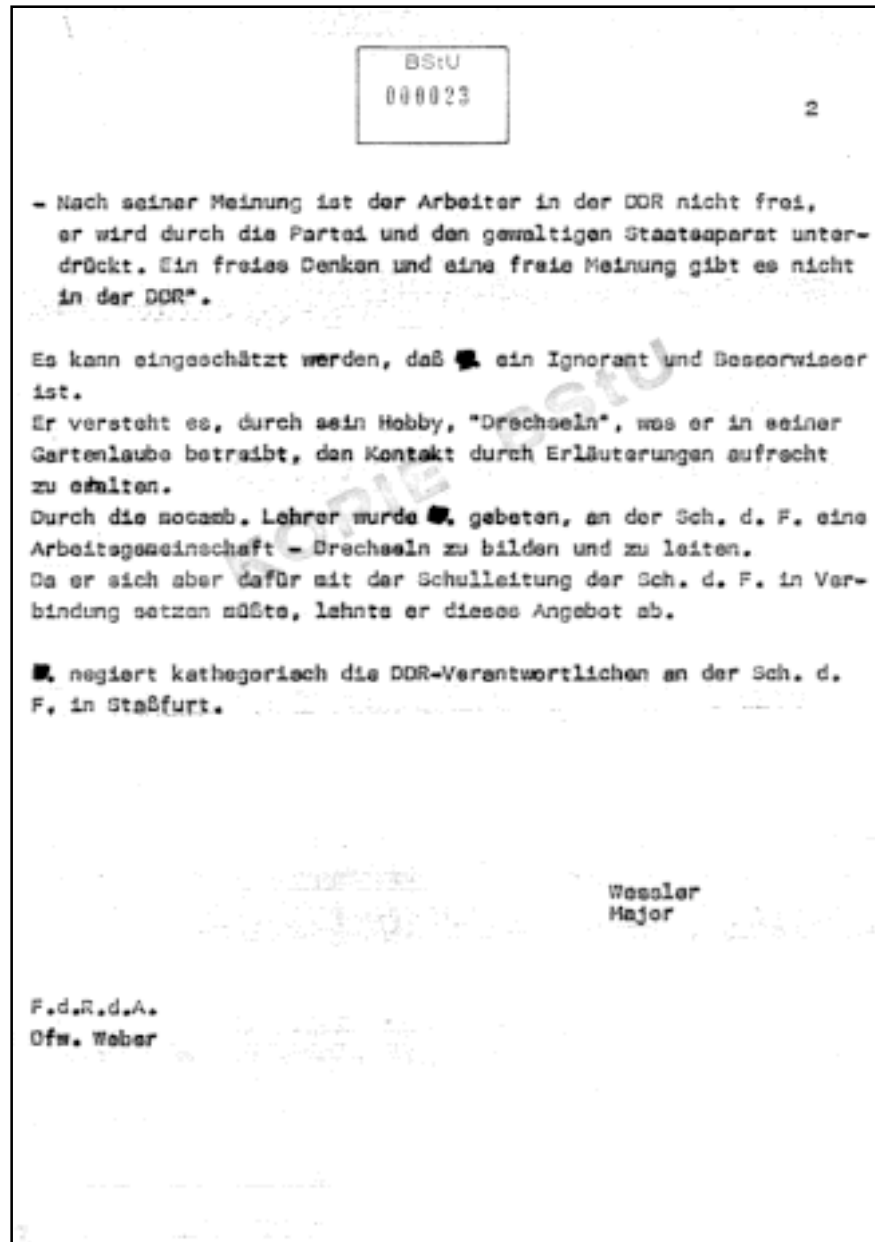 BStU
000023
2
- Nach seiner Meinung ist der Arbeiter in der DDR nicht frei,
er wird durch die Partei und den gewaltigen Staatsaparat unter-
drückt. Ein freies Denken und eine freie Meinung gibt es nicht
in der DDR".
Es kann eingeschätzt werden, daß . ein Ignorant und Besserwisser
ist.
Er versteht es, durch sein Hobby, "Drechseln", was er in seiner
Gartenlaube betreibt, den Kontakt durch Erläuterungen aufrecht
zu
Durch die mocamb. Lehrer wurde . gebeten, an der Sch. d. F. eine
Arbeitsgemeinschaft - Drechseln zu bilden und zu leiten.
Da er sich aber dafür mit der Schulleitung der Sch. d. F. in Ver-
bindung setzen müßte, lehnte er dieses Angebot ab.
. negiert kathegorisch die DDR-Verantwortlichen an der Sch. d.
F. in Staßfurt.
KOPIE BStU
Wessler
Major
F.d.R.d.A.
Ofw. Weber